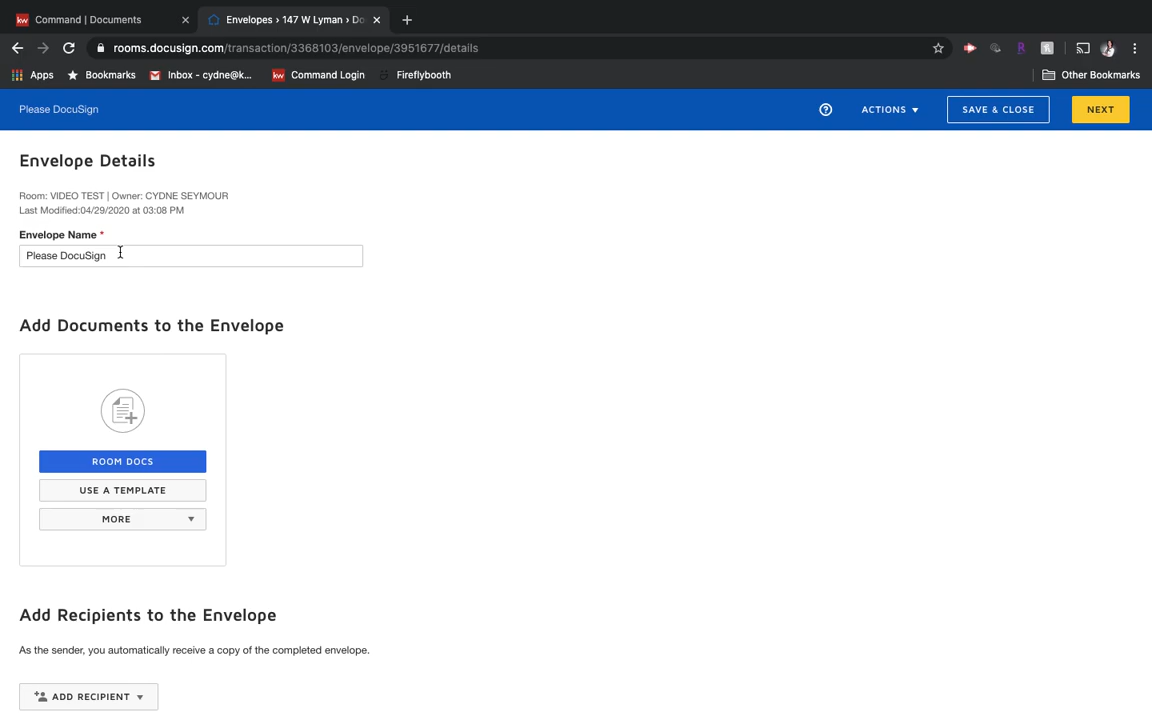 kw Command | Documents
Envelopes › 147 W Lyman › Do
rooms.docusign.com/transaction/3368103/envelope/3951677/details
Apps
Bookmarks
Inbox - cydne@k...
kw Command Login
Fireflybooth
Other Bookmarks
Please DocuSign
ACTIONS
SAVE & CLOSE
NEXT
Envelope Details
Room: VIDEO TEST | Owner: CYDNE SEYMOUR
Last Modified:04/29/2020 at 03:08 PM
Envelope Name *
Please DocuSign
Add Documents to the Envelope
ROOM DOCS
USE A TEMPLATE
MORE
Add Recipients to the Envelope
As the sender, you automatically receive a copy of the completed envelope.
ADD RECIPIENT